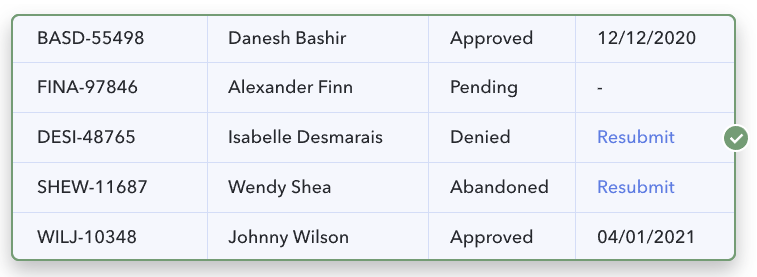 BASD-55498 Danesh Bashir Approved 12/12/2020
FINA-97846 Alexander Finn Pending -
DESI-48765 Isabelle Desmarais Denied Resubmit
SHEW-11687 Wendy Shea Abandoned Resubmit
WILJ-10348 Johnny Wilson Approved 04/01/2021